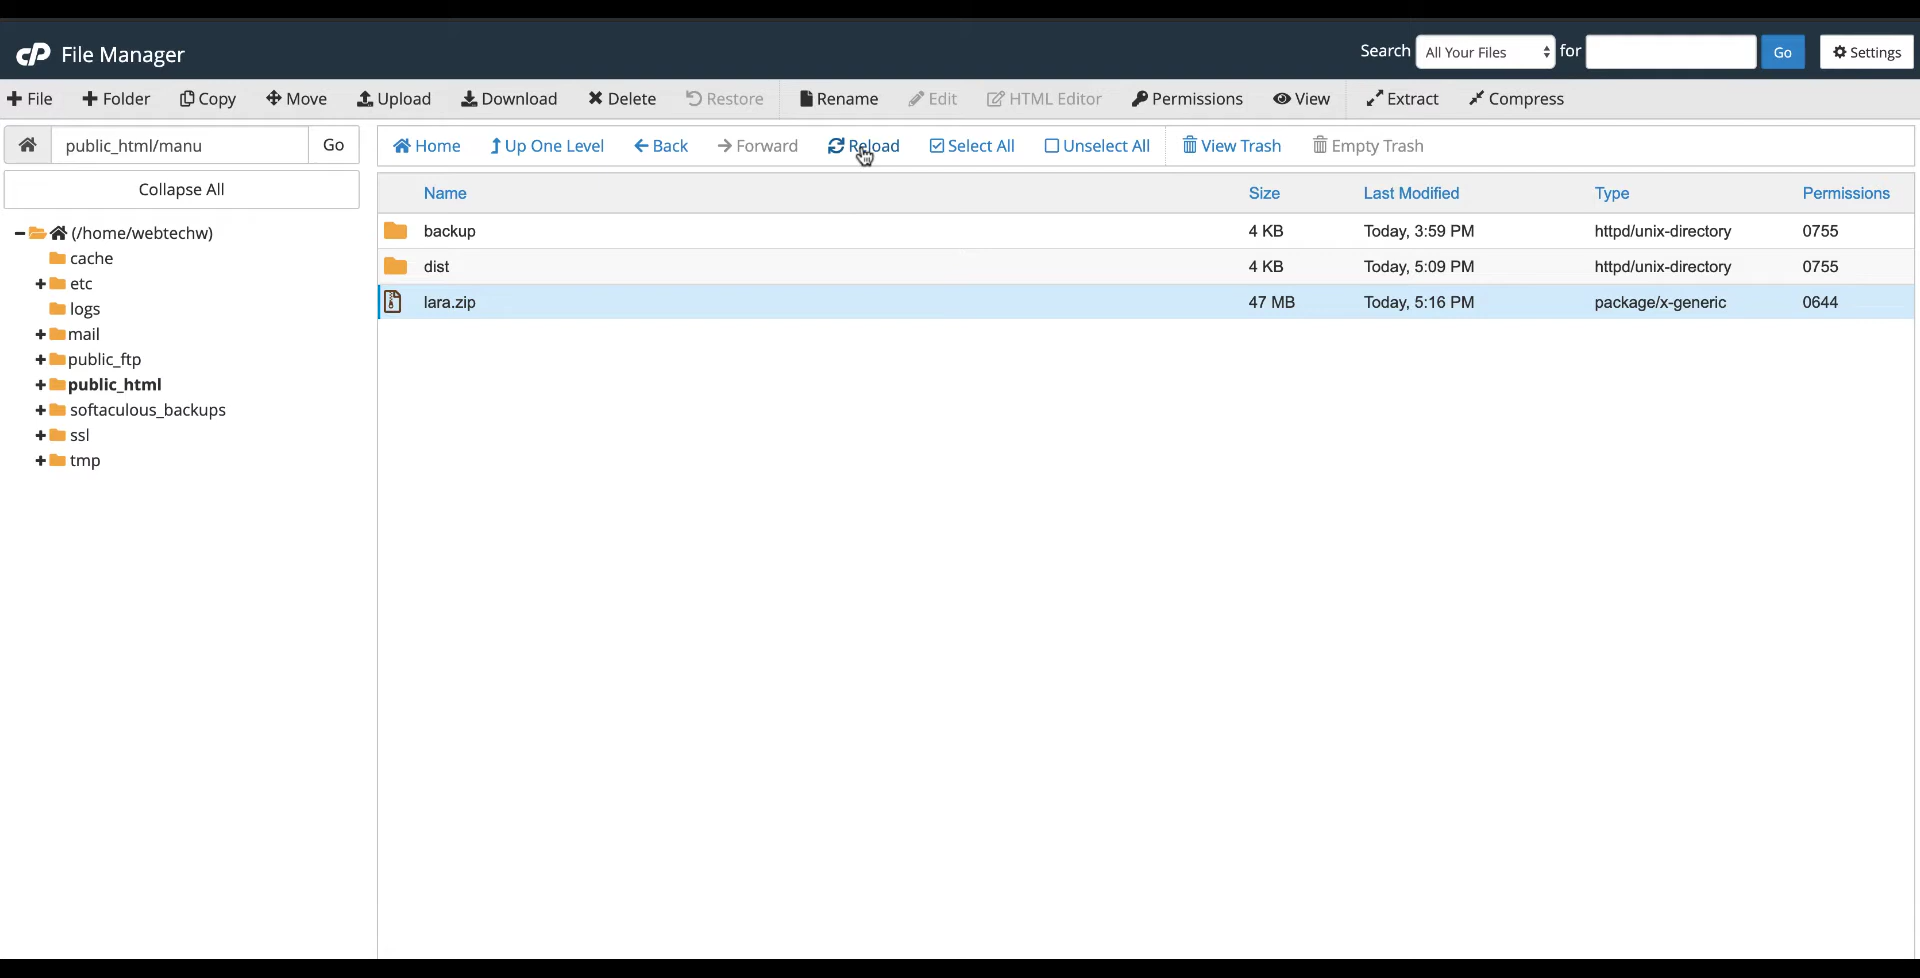 cP File Manager
Search All Your Files for Go Settings
File Folder Copy Move Upload Download Delete Restore Rename Edit HTML Editor Permissions View Extract Compress
public_html/manu Go
Home Up One Level Back Forward Reload Select All Unselect All View Trash Empty Trash
Collapse All
(/home/webtechw)
cache
etc
logs
mail
public_ftp
public_html
softaculous_backups
ssl
tmp
Name Size Last Modified Type Permissions
backup 4 KB Today, 3:59 PM httpd/unix-directory 0755
dist 4 KB Today, 5:09 PM httpd/unix-directory 0755
lara.zip 47 MB Today, 5:16 PM package/x-generic 0644